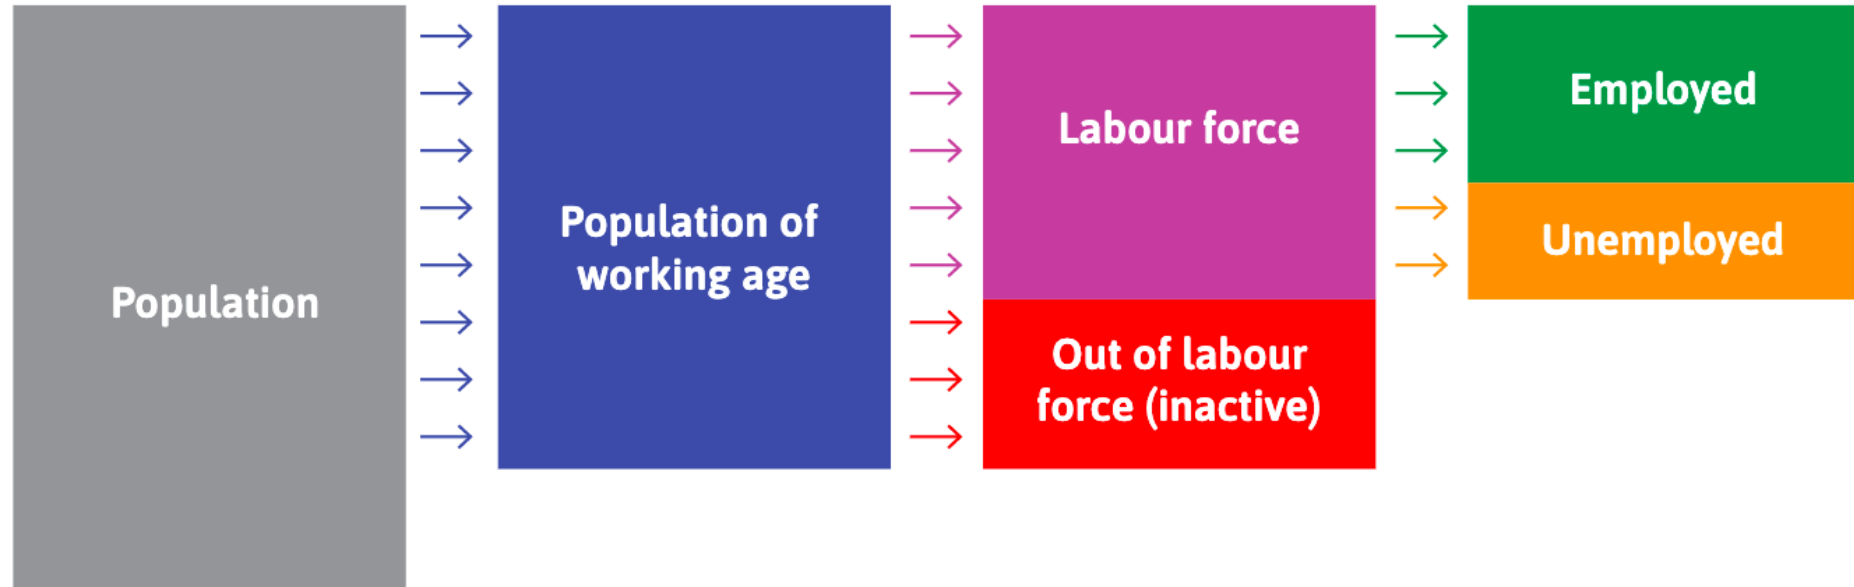 Population
Population of
working age
Labour force
Out of labour
force (inactive)
Employed
Unemployed